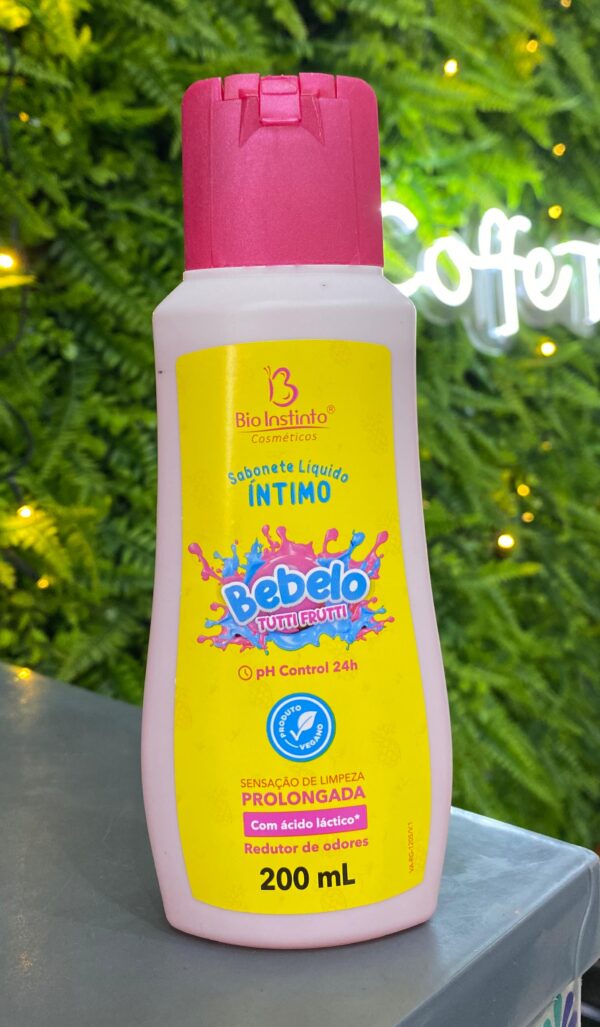 CoffeT
Bio Instinto®
Cosméticos
Sabonete Líquido
ÍNTIMO
Bebelo
TUTTI FRUTTI
pH Control 24h
PRODUTO
VEGANO
SENSAÇÃO DE LIMPEZA
PROLONGADA
Com ácido láctico*
Redutor de odores
200 mL